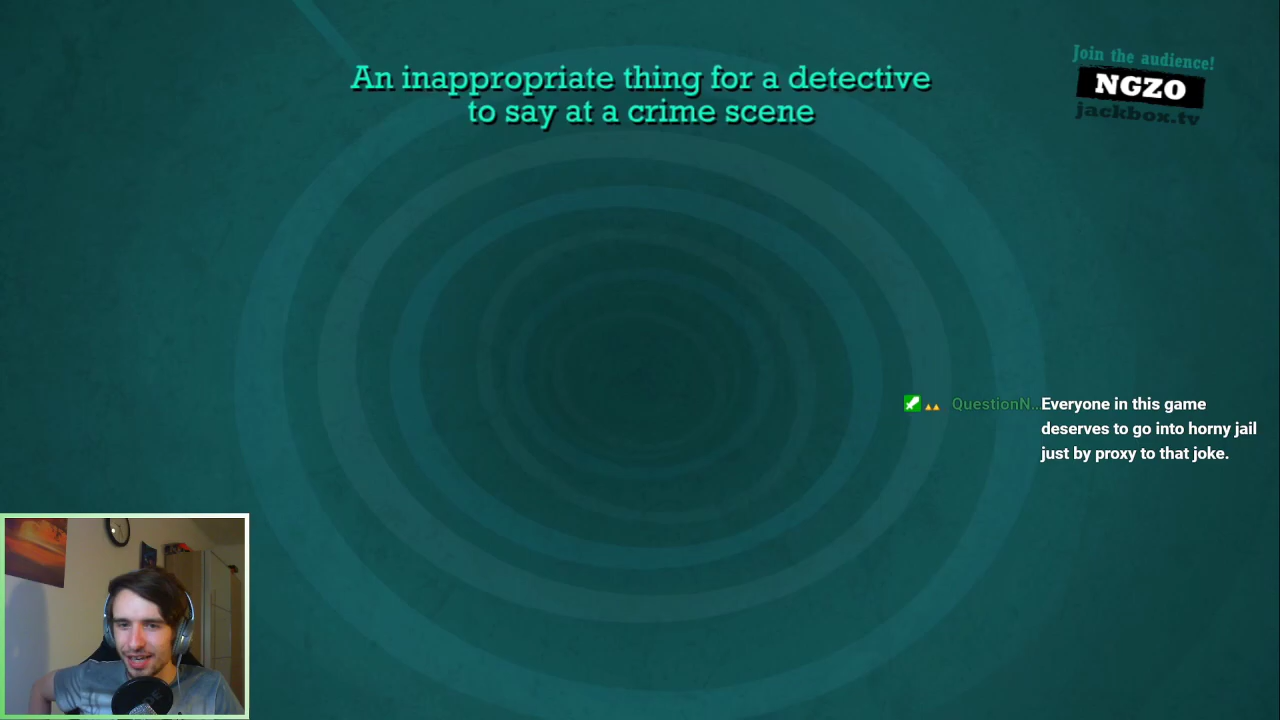 An inappropriate thing for a detective
to say at a crime scene
Join the audience!
NGZO
jackbox.tv
QuestionN... Everyone in this game
deserves to go into horny jail
just by proxy to that joke.